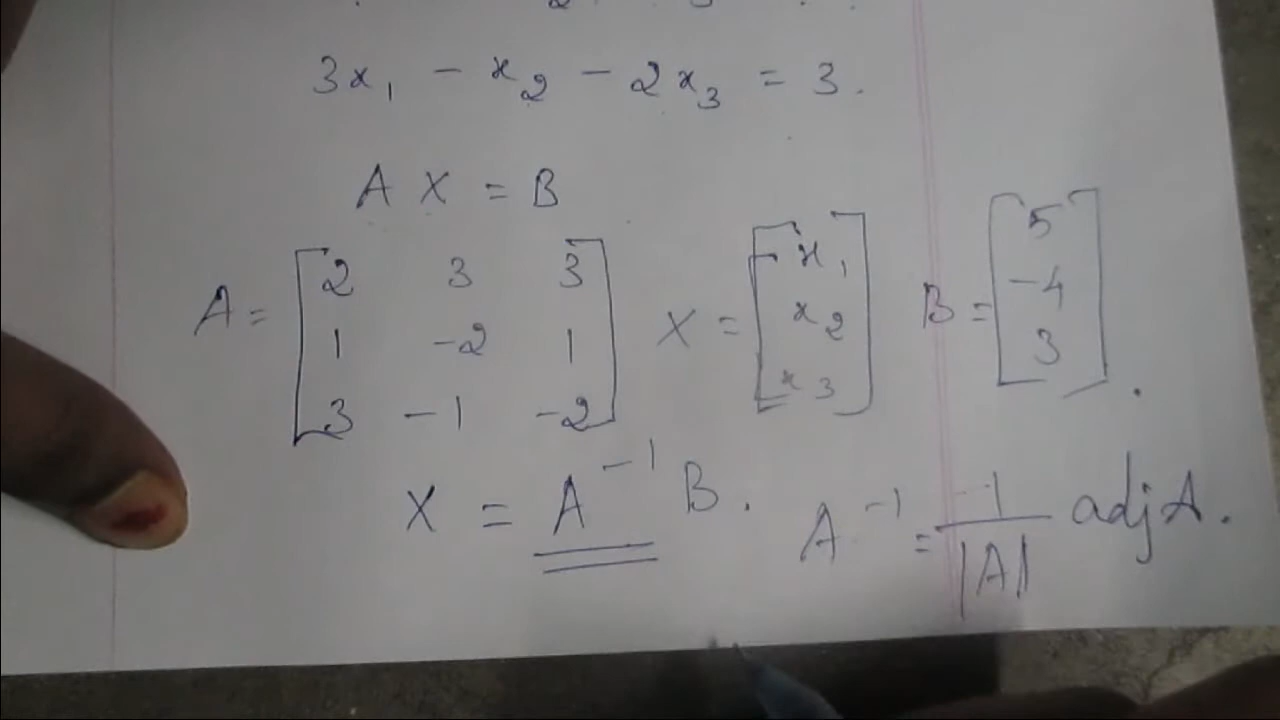 3x₁ - x₂ - 2x₃ = 3.
A X = B
A = [2 3 3
1 -2 1
3 -1 -2] X = [x₁
x₂
x₃] B = [5
-4
3].
X = A⁻¹ B. A⁻¹ = 1/|A| adj A.